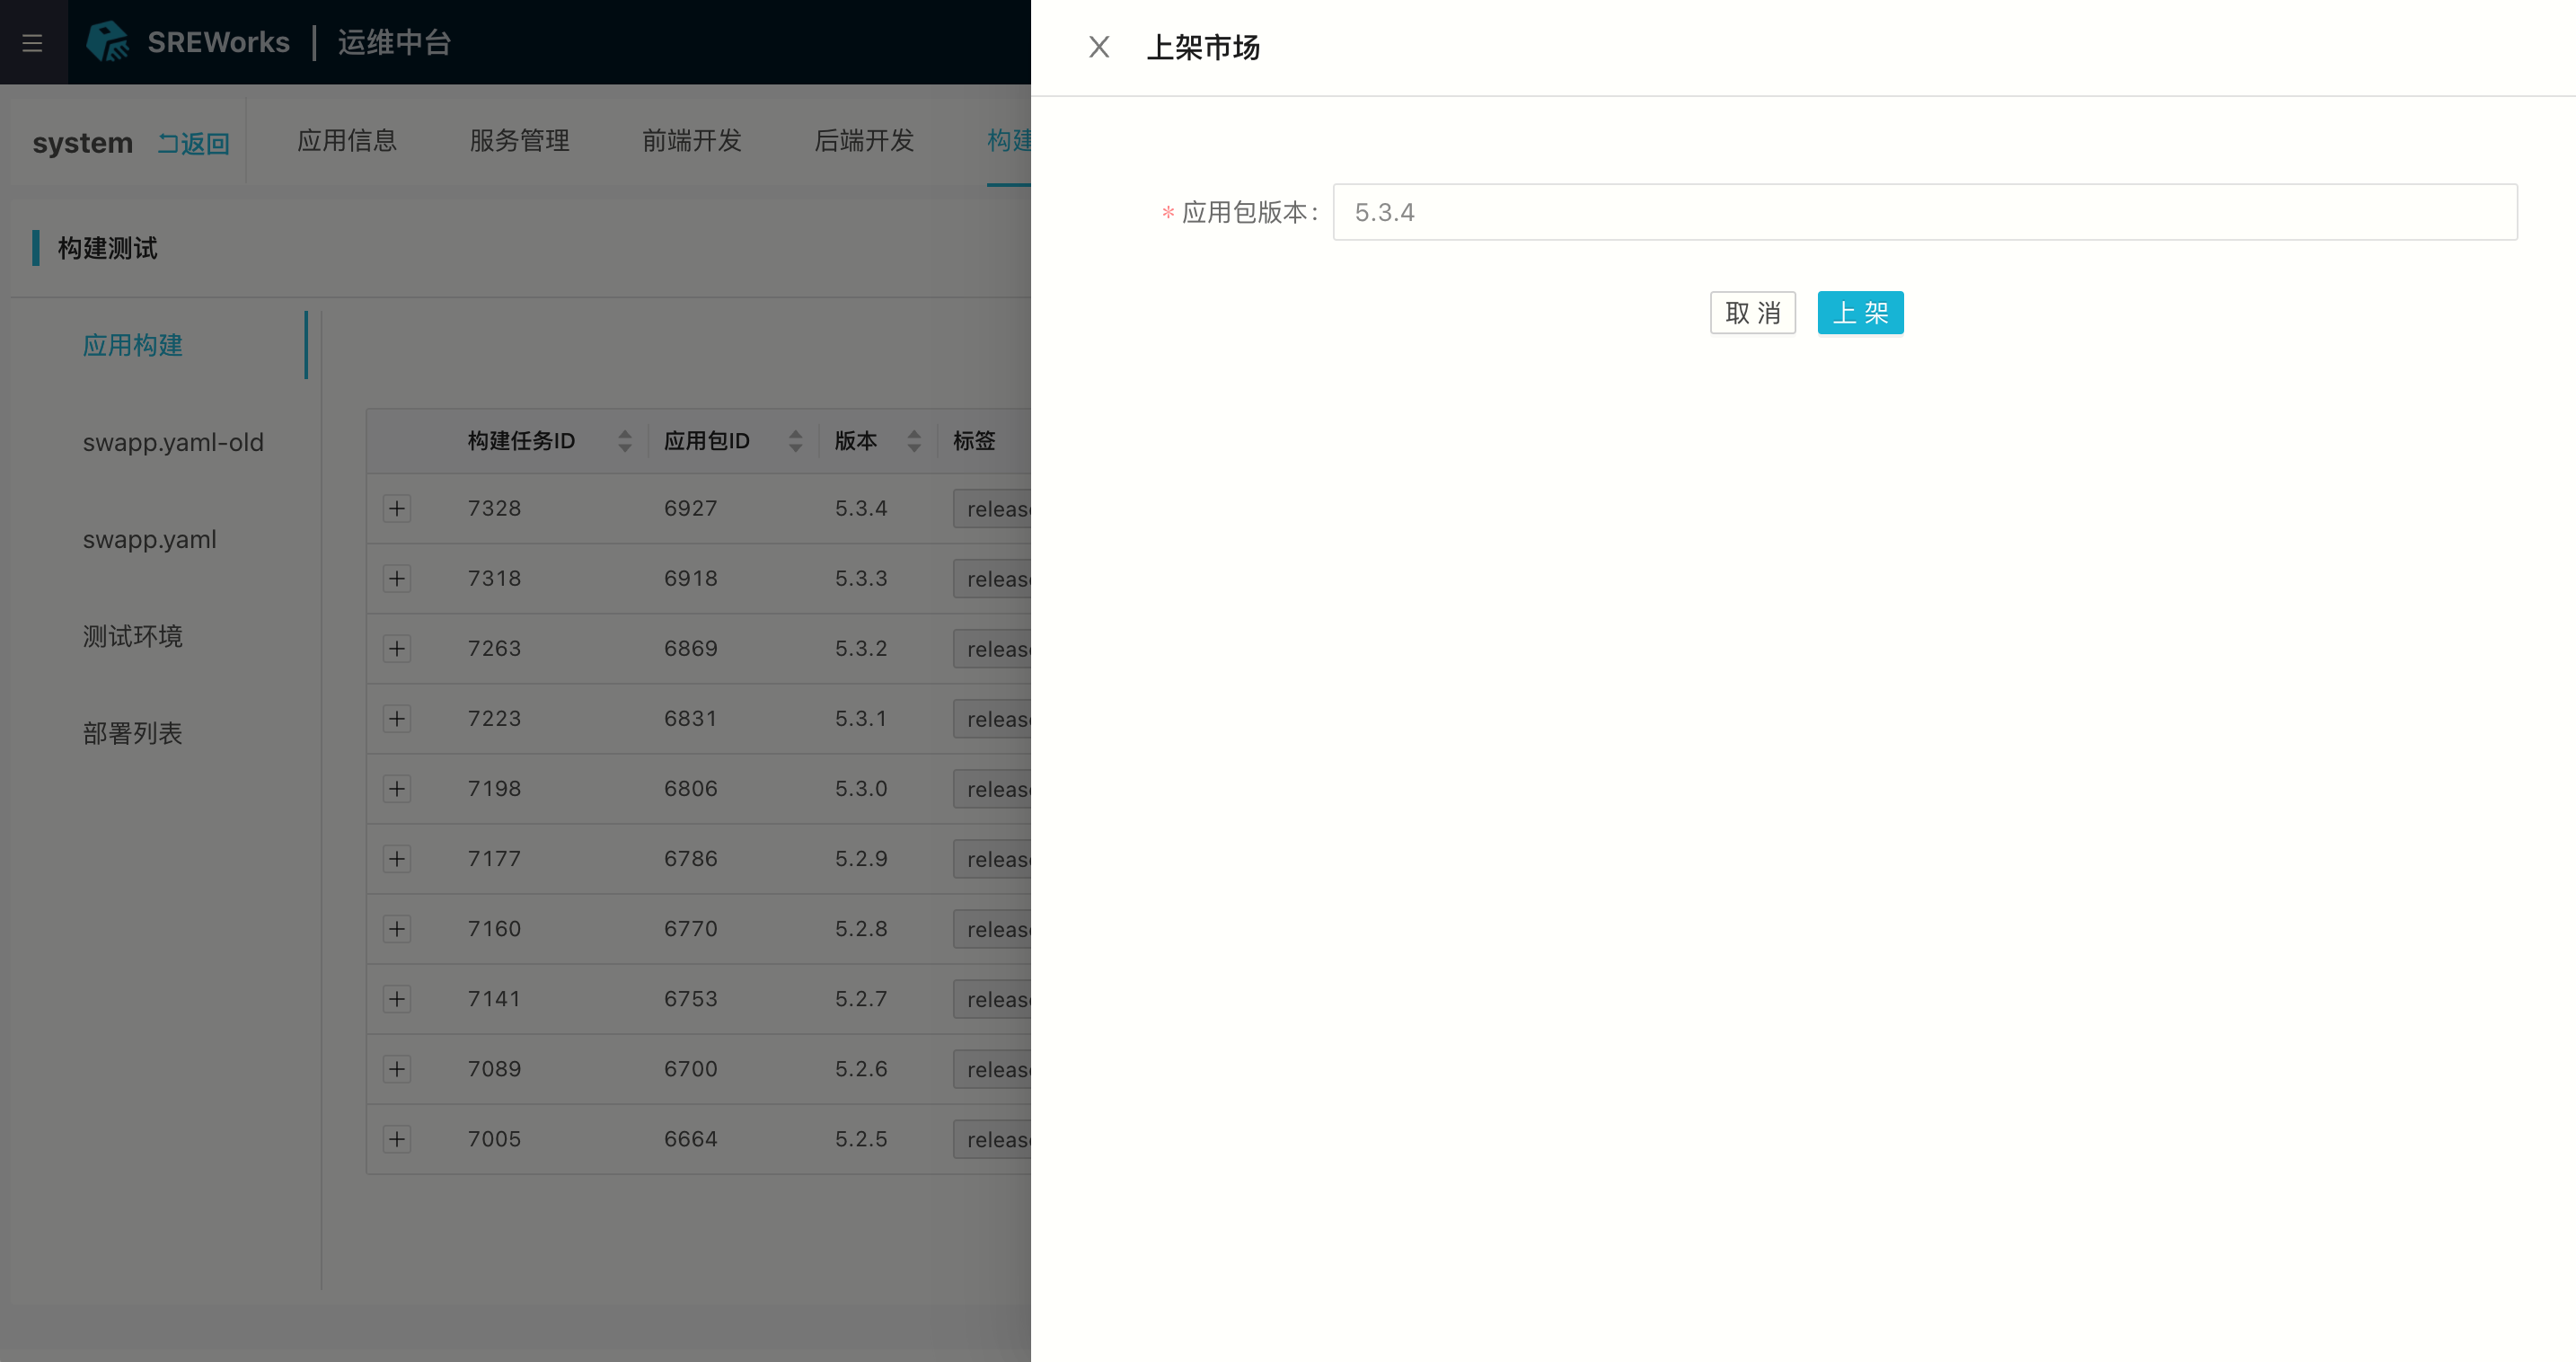 SREWorks | 运维中台
system 返回 应用信息 服务管理 前端开发 后端开发 构建
构建测试
应用构建
swapp.yaml-old
swapp.yaml
测试环境
部署列表
构建任务ID 应用包ID 版本 标签
7328 6927 5.3.4 releas
7318 6918 5.3.3 releas
7263 6869 5.3.2 releas
7223 6831 5.3.1 releas
7198 6806 5.3.0 releas
7177 6786 5.2.9 releas
7160 6770 5.2.8 releas
7141 6753 5.2.7 releas
7089 6700 5.2.6 releas
7005 6664 5.2.5 releas
上架市场
* 应用包版本: 5.3.4
取 消 上 架